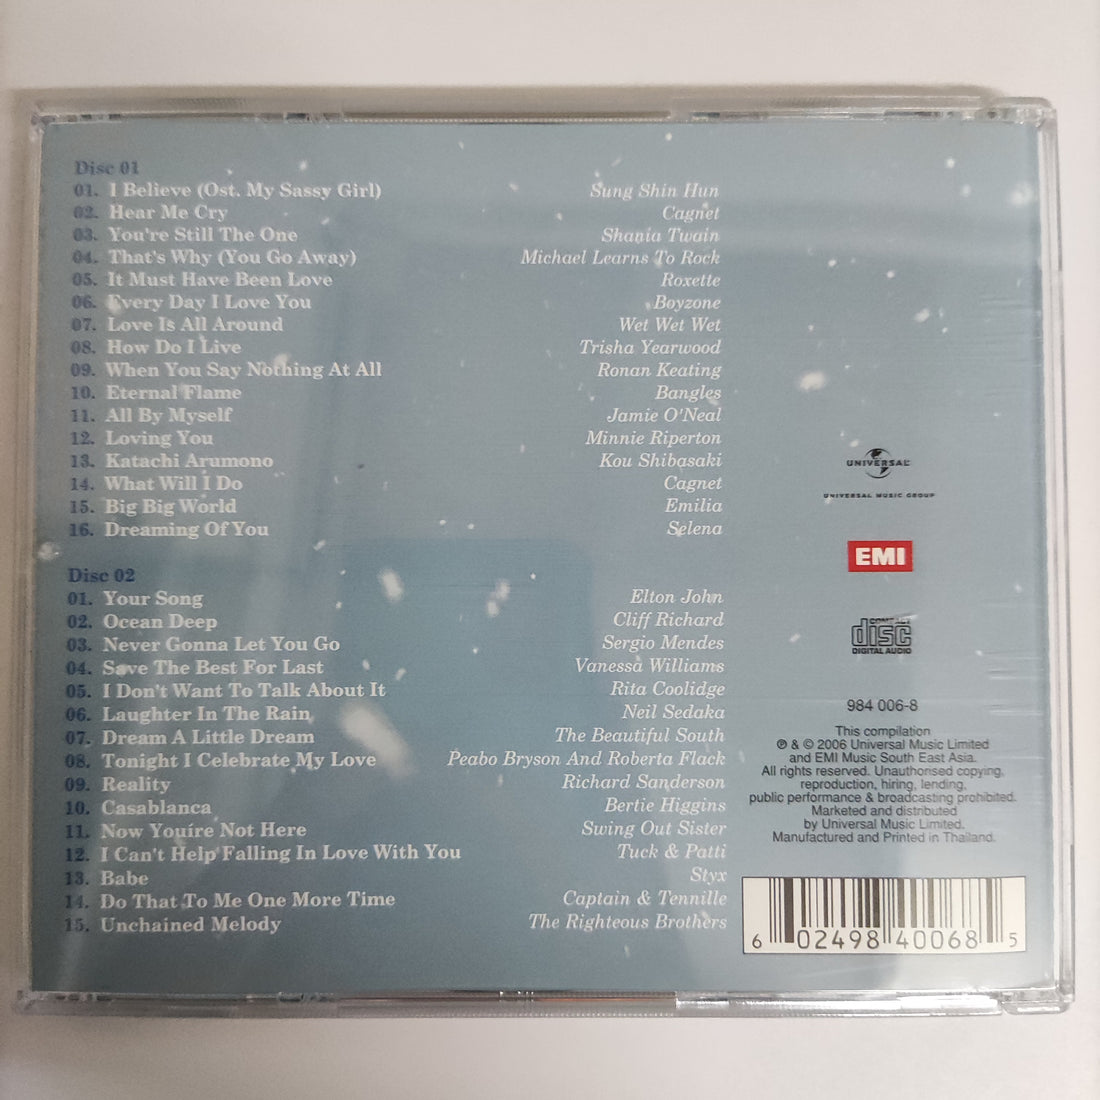 Disc 01
01. I Believe (Ost. My Sassy Girl) Sung Shin Hun
02. Hear Me Cry Cagnet
03. You're Still The One Shania Twain
04. That's Why (You Go Away) Michael Learns To Rock
05. It Must Have Been Love Roxette
06. Every Day I Love You Boyzone
07. Love Is All Around Wet Wet Wet
08. How Do I Live Trisha Yearwood
09. When You Say Nothing At All Ronan Keating
10. Eternal Flame Bangles
11. All By Myself Jamie O'Neal
12. Loving You Minnie Riperton
13. Katachi Arumono Kou Shibasaki
14. What Will I Do Cagnet
15. Big Big World Emilia
16. Dreaming Of You Selena
Disc 02
01. Your Song Elton John
02. Ocean Deep Cliff Richard
03. Never Gonna Let You Go Sergio Mendes
04. Save The Best For Last Vanessa Williams
05. I Don't Want To Talk About It Rita Coolidge
06. Laughter In The Rain Neil Sedaka
07. Dream A Little Dream The Beautiful South
08. Tonight I Celebrate My Love Peabo Bryson And Roberta Flack
09. Reality Richard Sanderson
10. Casablanca Bertie Higgins
11. Now Youíre Not Here Swing Out Sister
12. I Can't Help Falling In Love With You Tuck & Patti
13. Babe Styx
14. Do That To Me One More Time Captain & Tennille
15. Unchained Melody The Righteous Brothers
UNIVERSAL
UNIVERSAL MUSIC GROUP
EMI
COMPACT
disc
DIGITAL AUDIO
984 006-8
This compilation
℗ & © 2006 Universal Music Limited
and EMI Music South East Asia.
All rights reserved. Unauthorised copying,
reproduction, hiring, lending,
public performance & broadcasting prohibited.
Marketed and distributed
by Universal Music Limited.
Manufactured and Printed in Thailand.
6 02498 40068 5